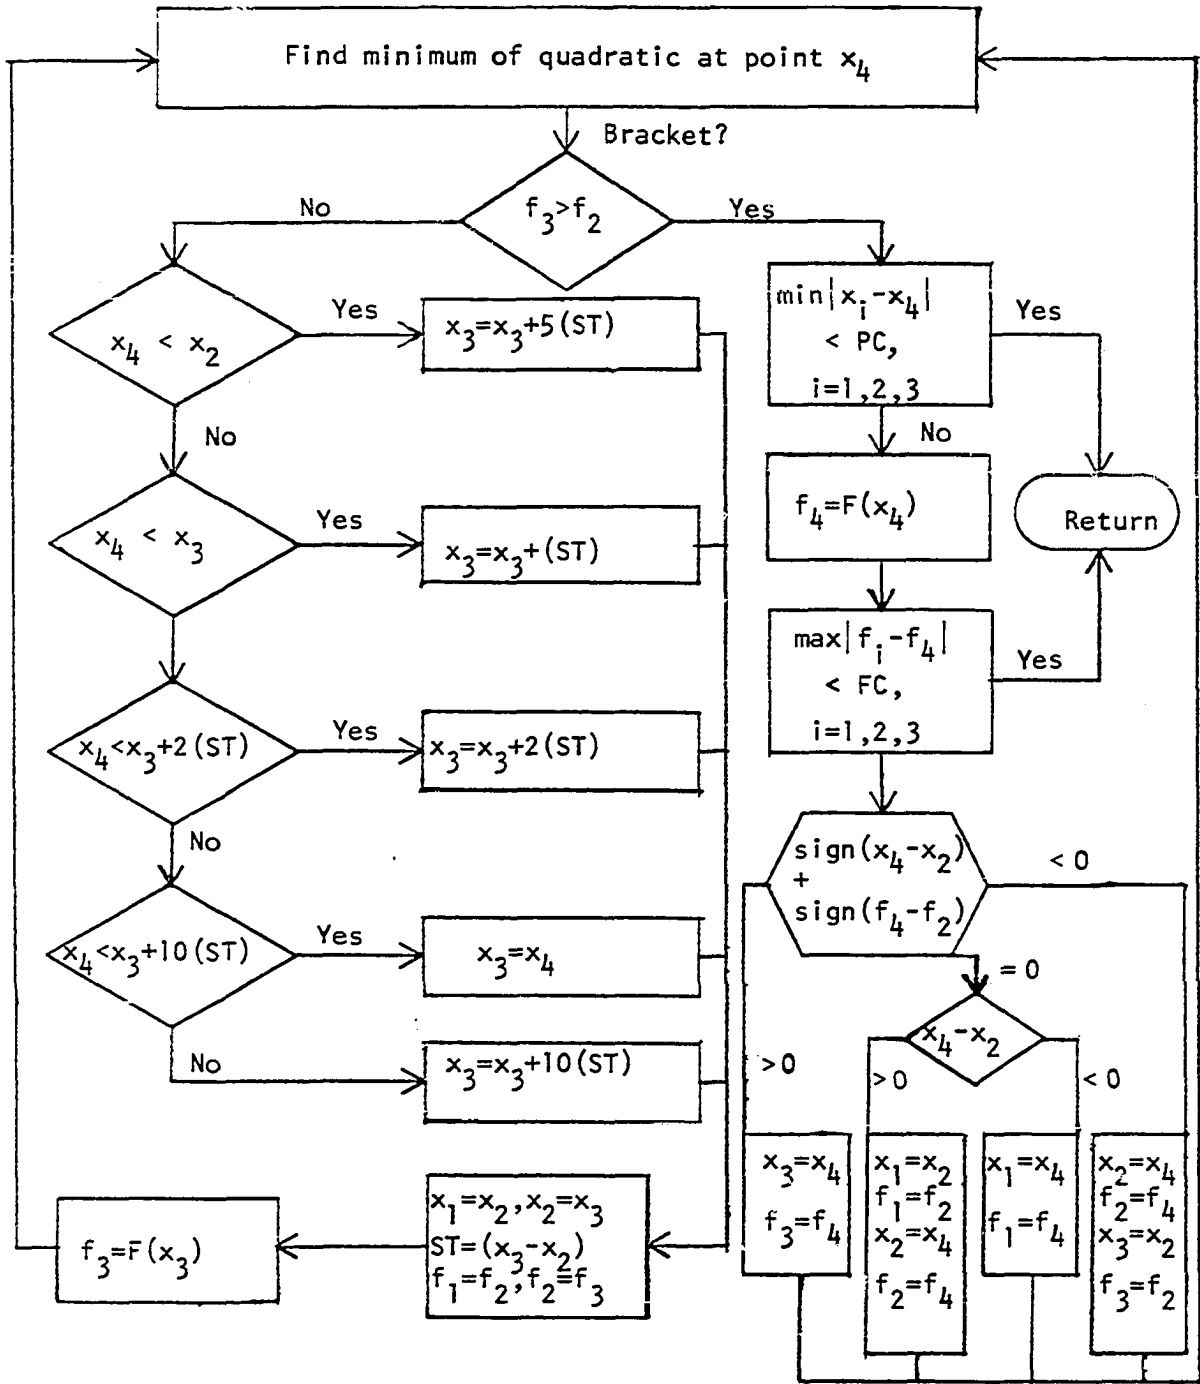 Find minimum of quadratic at point x₄
Bracket?
f₃>f₂
No
Yes
x₄ < x₂
Yes
x₃=x₃+5(ST)
No
x₄ < x₃
Yes
x₃=x₃+(ST)
x₄<x₃+2(ST)
Yes
x₃=x₃+2(ST)
No
x₄<x₃+10(ST)
Yes
x₃=x₄
No
x₃=x₃+10(ST)
x₁=x₂,x₂=x₃
ST=(x₃-x₂)
f₁=f₂,f₂=f₃
f₃=F(x₃)
min|xᵢ-x₄|
< PC,
i=1,2,3
Yes
No
f₄=F(x₄)
Return
max|fᵢ-f₄|
< FC,
i=1,2,3
Yes
sign(x₄-x₂)
+
sign(f₄-f₂)
< 0
= 0
x₄-x₂
>0
>0
<0
x₃=x₄
f₃=f₄
x₁=x₂
f₁=f₂
x₂=x₄
f₂=f₄
x₁=x₄
f₁=f₄
x₂=x₄
f₂=f₄
x₃=x₂
f₃=f₂